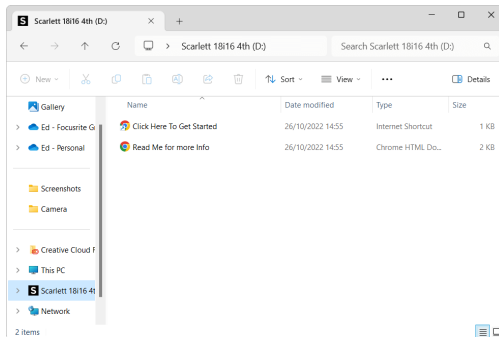 Scarlett 18i16 4th (D:)
Scarlett 18i16 4th (D:)
Search Scarlett 18i16 4th (D:)
New
Sort
View
Details
Gallery
Ed - Focusrite G
Ed - Personal
Screenshots
Camera
Creative Cloud F
This PC
Scarlett 18i16 4t
Network
Name Date modified Type Size
Click Here To Get Started 26/10/2022 14:55 Internet Shortcut 1 KB
Read Me for more Info 26/10/2022 14:55 Chrome HTML Do... 2 KB
2 items